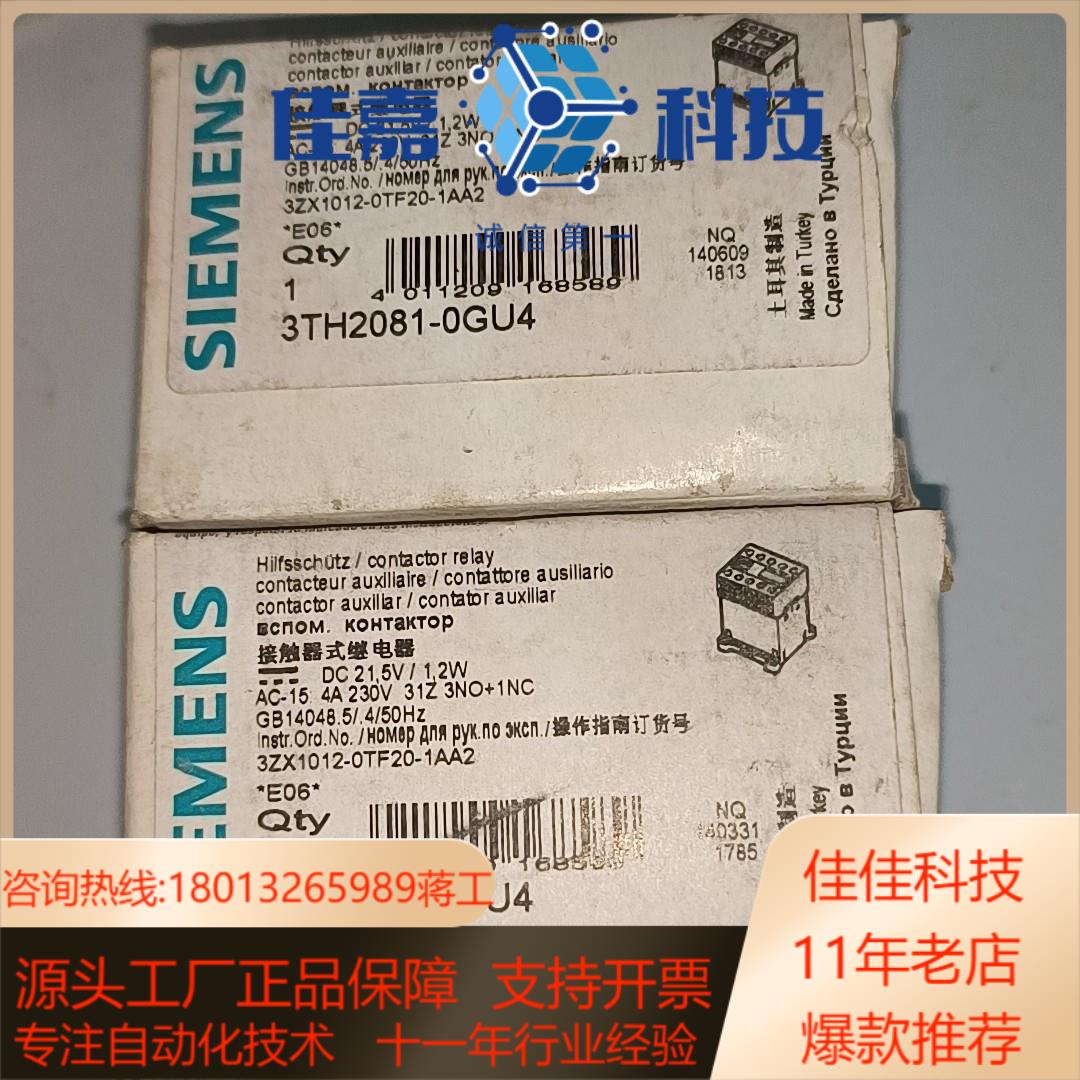 SIEMENS
contacteur auxiliaire / contattore ausiliario
contactor auxiliar /
вспом. контактор
佳嘉 科技
1,2W
GB14048.5/.4/50Hz
Instr.Ord.No. / номер для рук.по эксп./操作指南订货号
3ZX1012-0TF20-1AA2
*E06*
诚信第一
Qty
1
4 011209 168589
NQ
140609
1813
土耳其制造
Made in Turkey
Сделано в Турции
3TH2081-0GU4
Hilfsschütz / contactor relay
contacteur auxiliaire / contattore ausiliario
contactor auxiliar / contator auxiliar
вспом. контактор
接触器式继电器
DC 21,5V / 1,2W
AC-15 4A 230V 31Z 3NO+1NC
GB14048.5/.4/50Hz
Instr.Ord.No. / номер для рук.по эксп./操作指南订货号
3ZX1012-0TF20-1AA2
*E06*
Qty
NQ
1785
в Турции
U4
咨询热线:18013265989蒋工
佳佳科技
11年老店
爆款推荐
源头工厂正品保障 支持开票
专注自动化技术 十一年行业经验